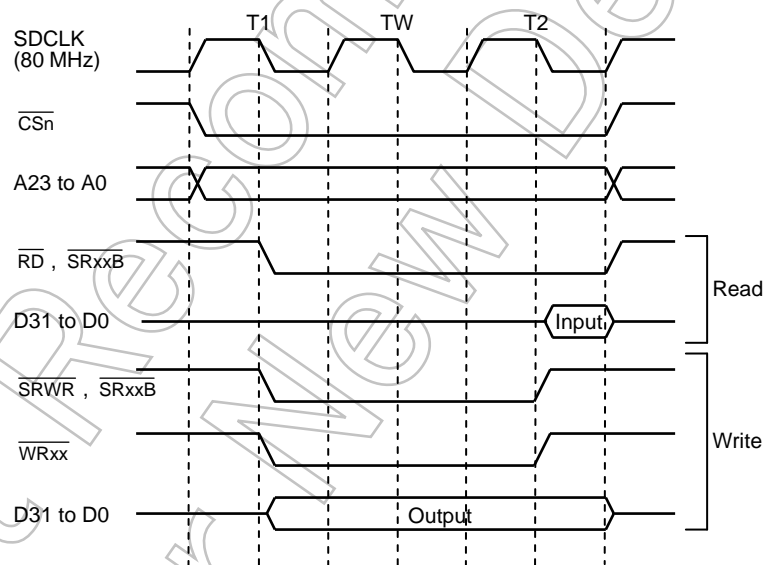 T1 TW T2
SDCLK
(80 MHz)
CSn
A23 to A0
RD , SRxxB
Read
D31 to D0
Input
SRWR , SRxxB
Write
WRxx
D31 to D0
Output